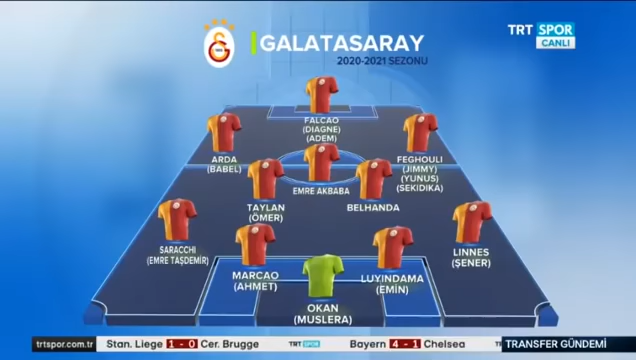 GALATASARAY
2020-2021 SEZONU
TRT SPOR
CANLI
FALCAO
(DIAGNE)
(ADEM)
ARDA
(BABEL)
FEGHOULI
(JIMMY)
(YUNUS)
(SEKIDIKA)
EMRE AKBABA
TAYLAN
(ÖMER)
BELHANDA
SARACCHI
(EMRE TAŞDEMİR)
LINNES
(ŞENER)
MARCAO
(AHMET)
LUYINDAMA
(EMİN)
OKAN
(MUSLERA)
trtspor.com.tr
Stan. Liege 1 - 0 Cer. Brugge
TRT SPOR
Bayern 4 - 1 Chelsea
TRANSFER GÜNDEMİ